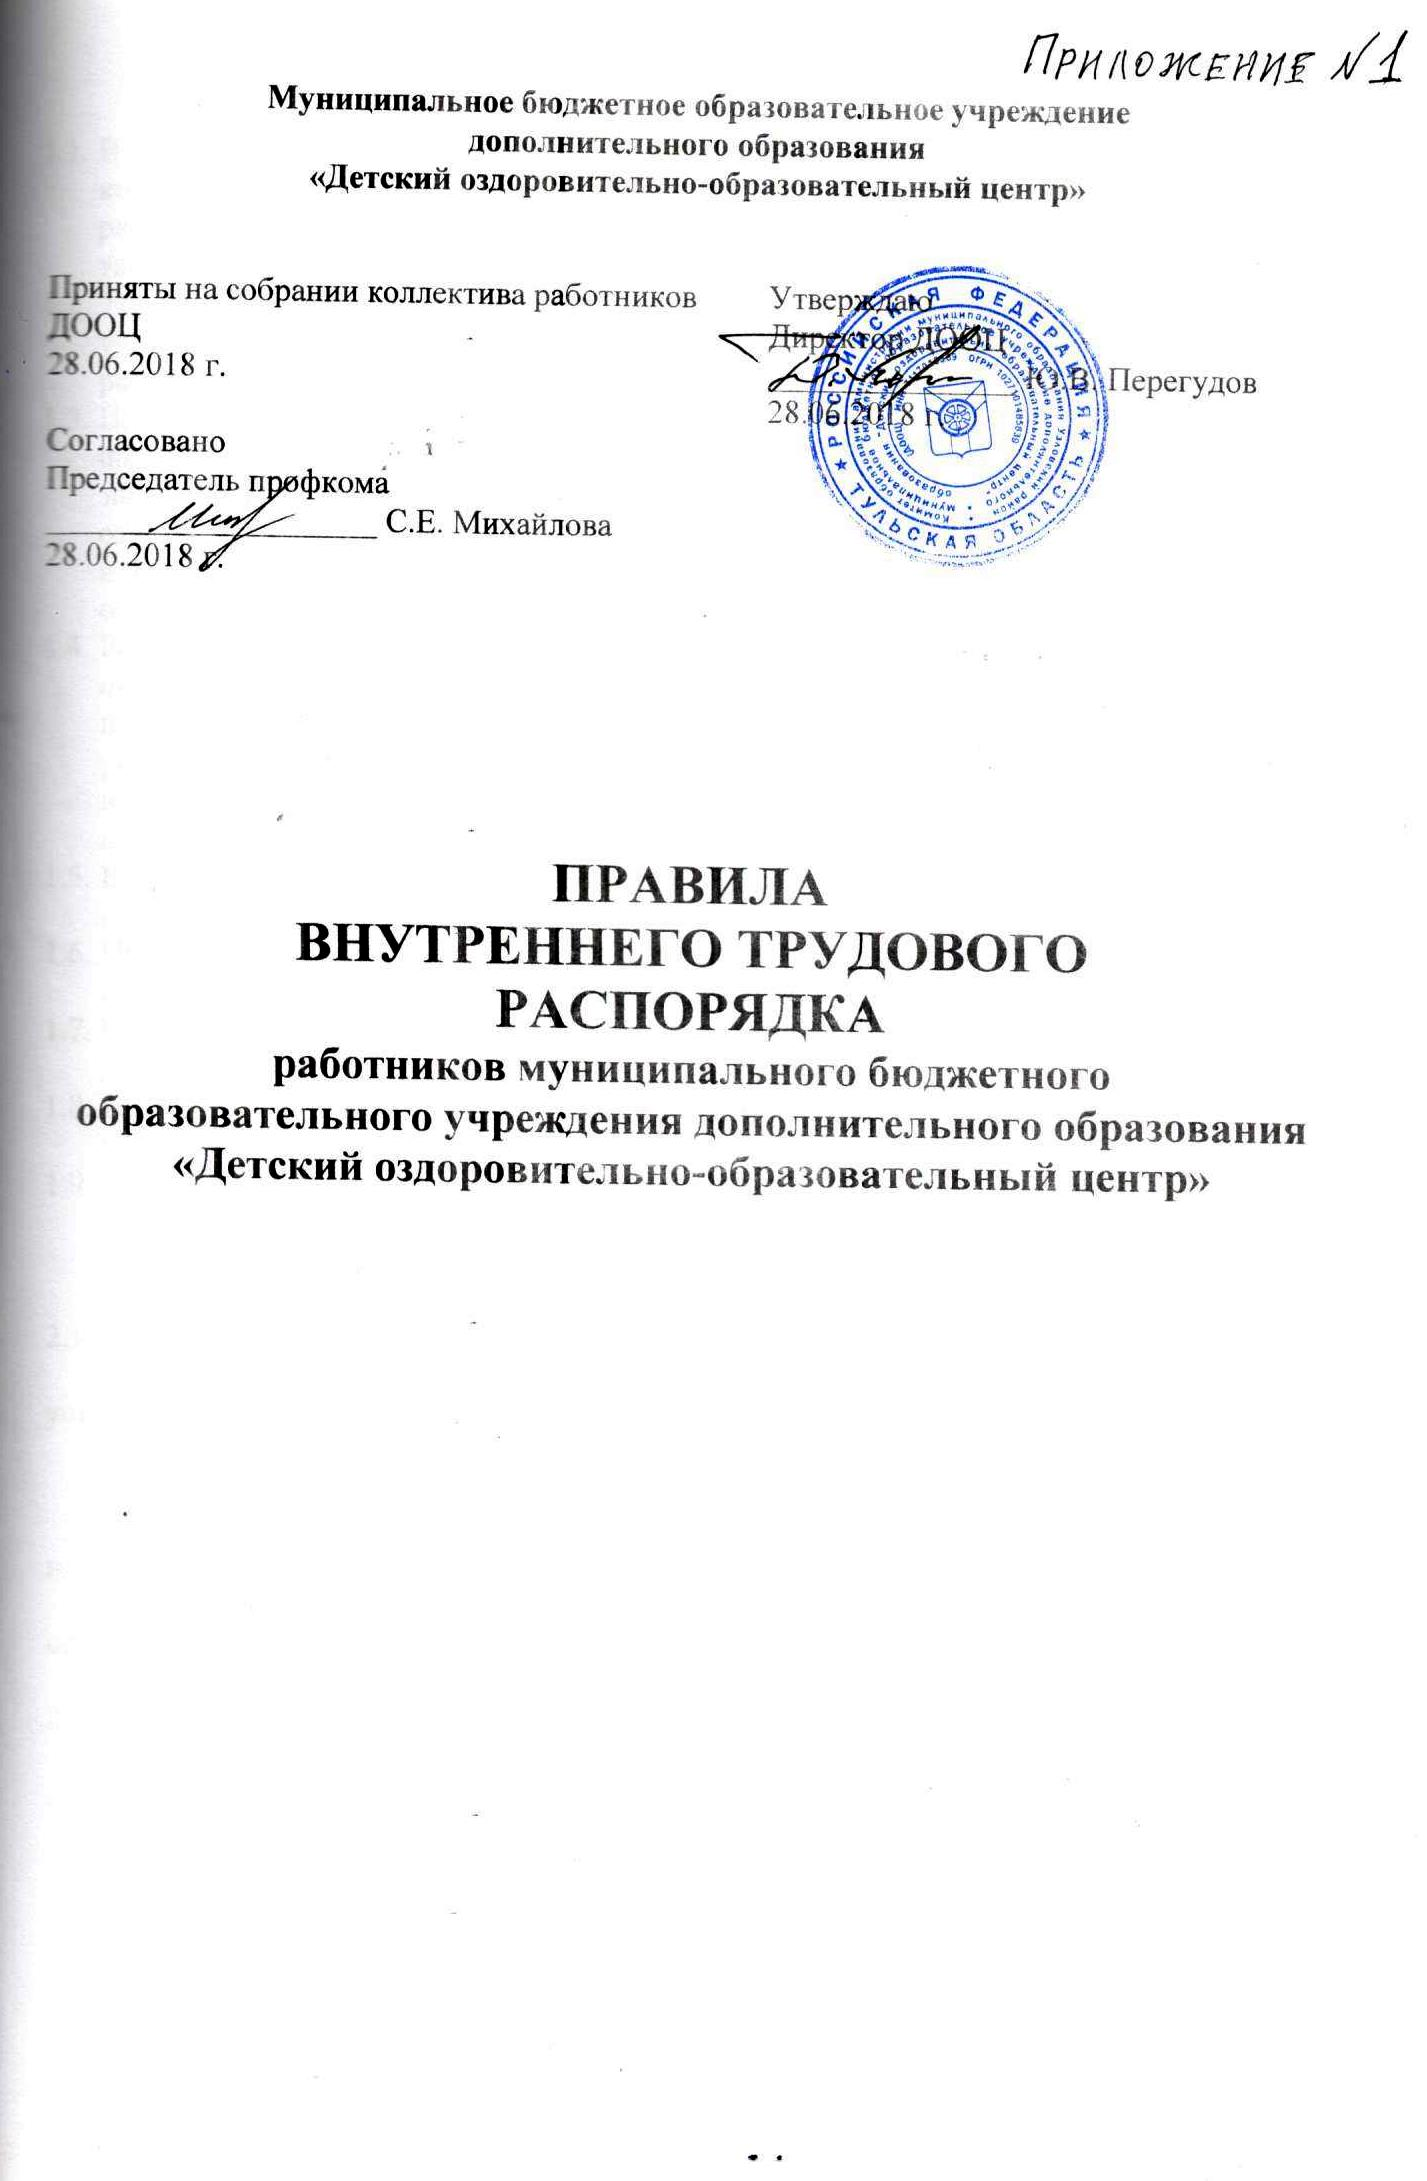 Приложение N1
Муниципальное бюджетное образовательное учреждение
дополнительного образования
«Детский оздоровительно-образовательный центр»
Приняты на собрании коллектива работников
ДООЦ
28.06.2018 г.
Согласовано
Председатель профкома
С.Е. Михайлова
28.06.2018 г.
Утверждаю
Директор ДООЦ
Ю.В. Перегудов
28.06.2018 г.
РОССИЙСКАЯ ФЕДЕРАЦИЯ
ТУЛЬСКАЯ ОБЛАСТЬ
ПРАВИЛА
ВНУТРЕННЕГО ТРУДОВОГО
РАСПОРЯДКА
работников муниципального бюджетного
образовательного учреждения дополнительного образования
«Детский оздоровительно-образовательный центр»